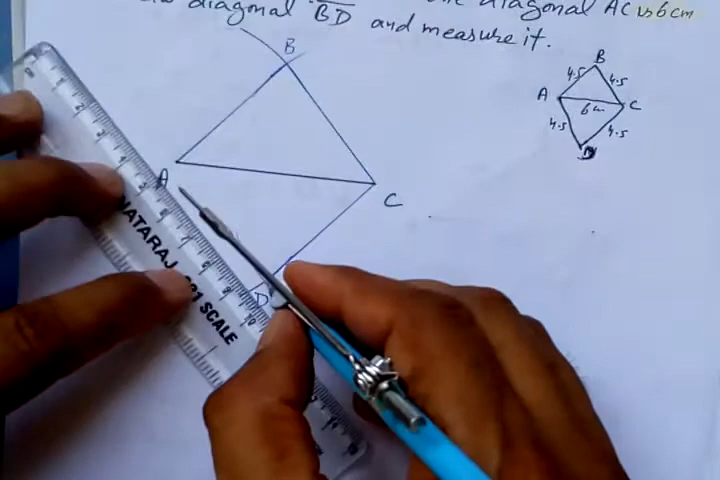 diagonal AC is 6cm
diagonal BD and measure it.
B
B
4.5 4.5
A C
6cm
4.5 4.5
D
A
C
NATARAJ 621 SCALE
D